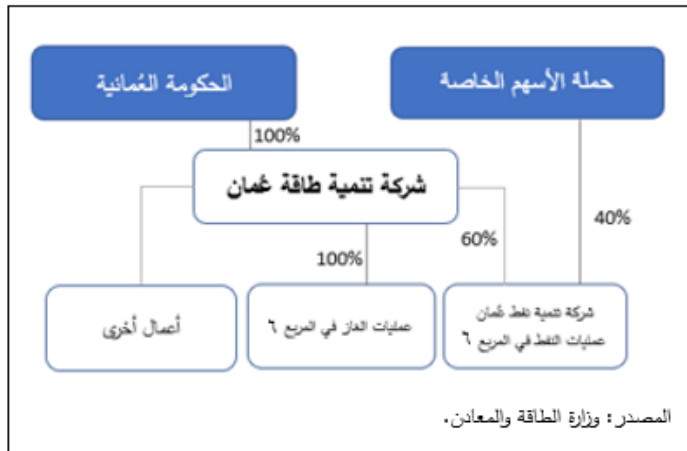 حملة الأسهم الخاصة
الحكومة العُمانية
100%
شركة تنمية طاقة عُمان
40%
60%
100%
شركة تنمية نفط عُمان
عمليات النفط في المربع ٦
عمليات الغاز في المربع ٦
أعمال أخرى
المصدر: وزارة الطاقة والمعادن.